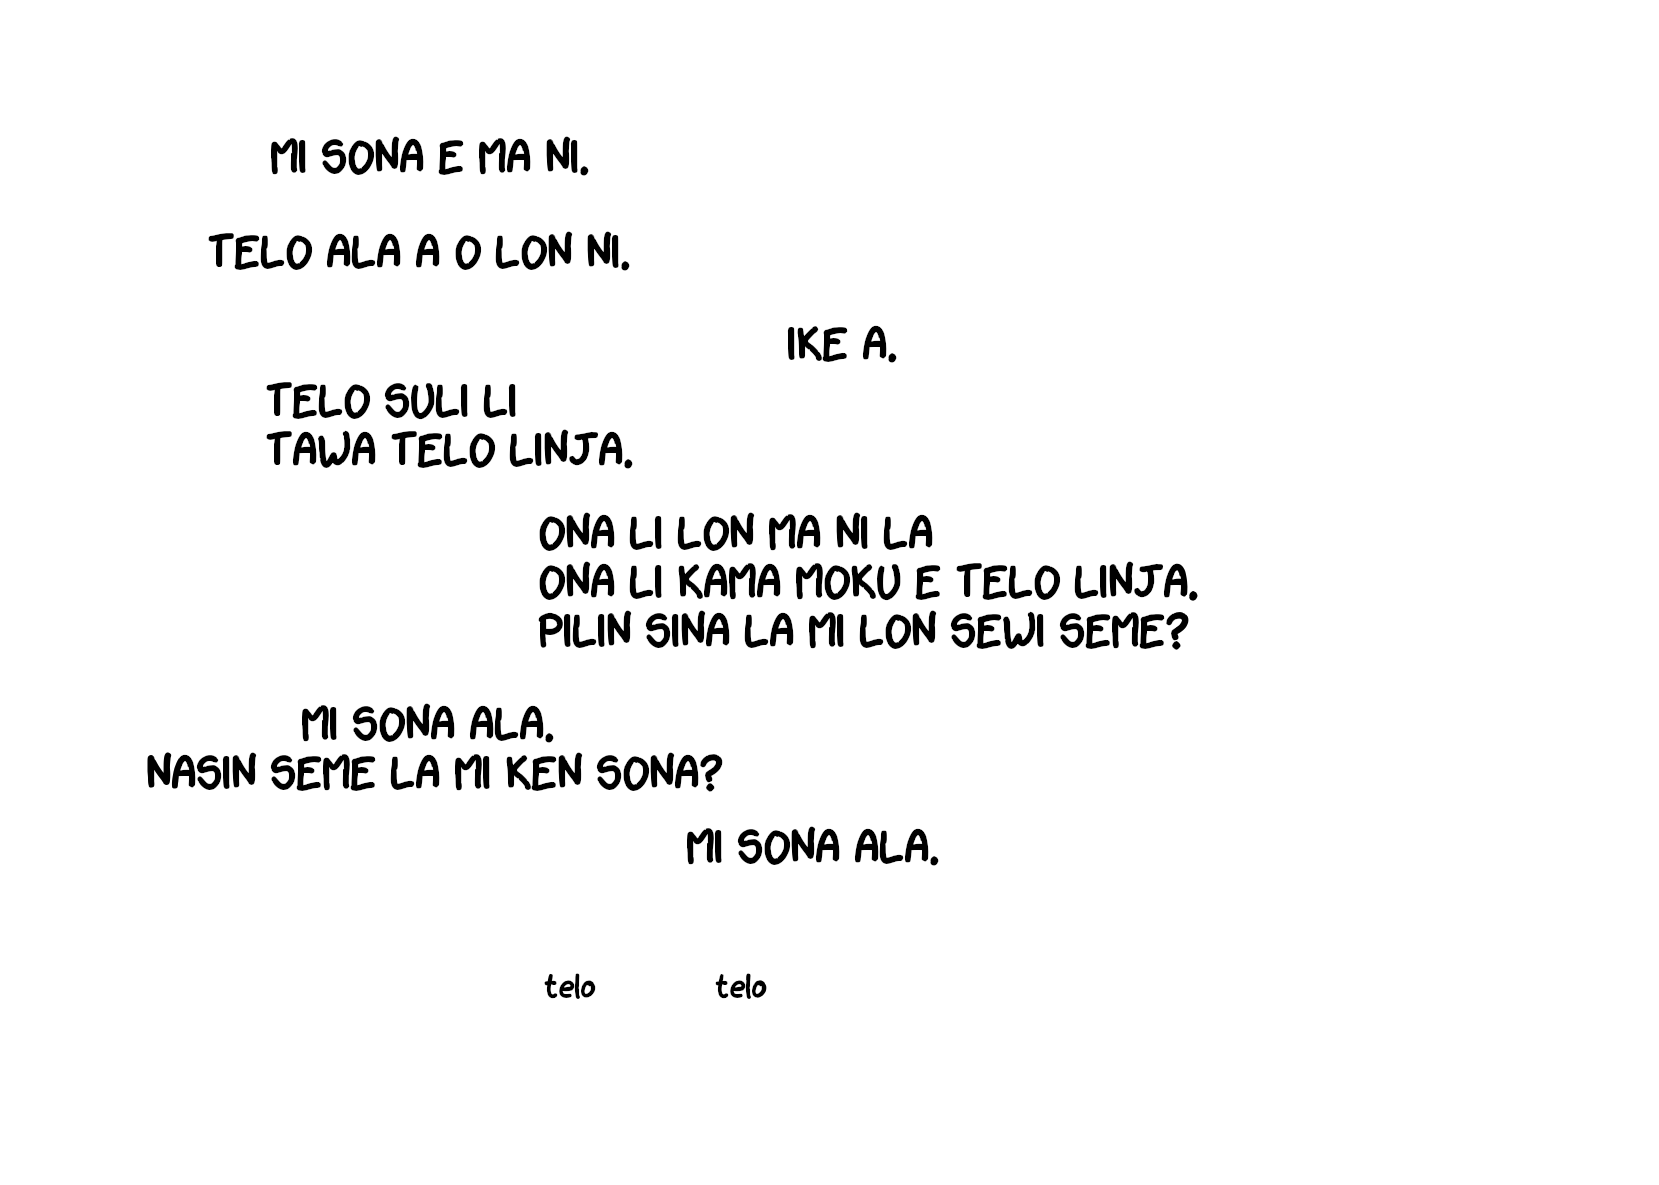 MI SONA E MA NI.
TELO ALA A O LON NI.
IKE A.
TELO SULI LI
TAWA TELO LINJA.
ONA LI LON MA NI LA
ONA LI KAMA MOKU E TELO LINJA.
PILIN SINA LA MI LON SEWI SEME?
MI SONA ALA.
NASIN SEME LA MI KEN SONA?
MI SONA ALA.
telo telo